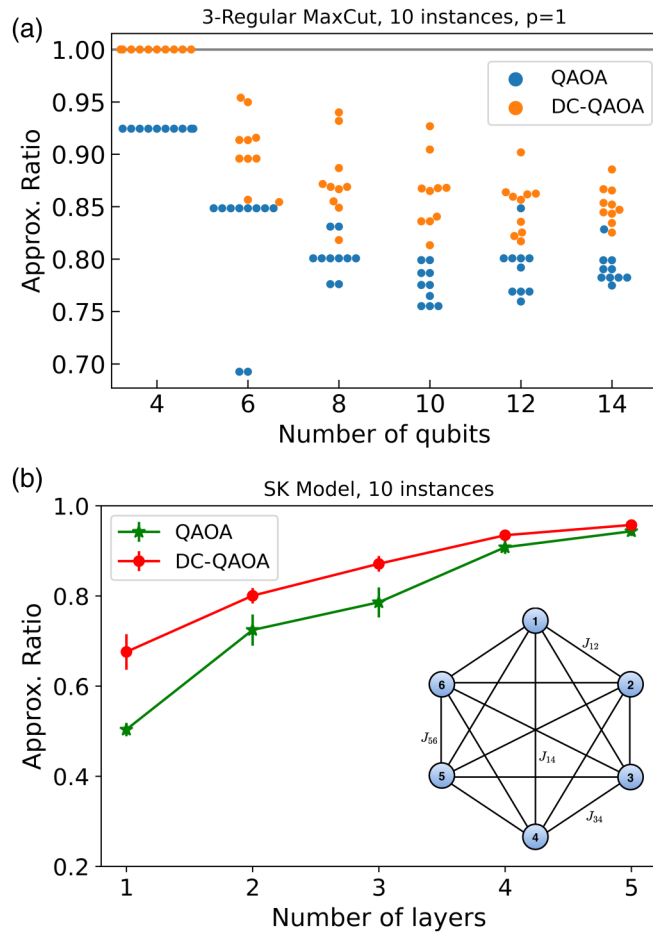 (a)
3-Regular MaxCut, 10 instances, p=1
1.00
0.95
0.90
0.85
0.80
0.75
0.70
Approx. Ratio
QAOA
DC-QAOA
4 6 8 10 12 14
Number of qubits
(b)
SK Model, 10 instances
1.0
0.8
0.6
0.4
0.2
Approx. Ratio
QAOA
DC-QAOA
1
J12
6
2
J56
J14
5
3
J34
4
1 2 3 4 5
Number of layers